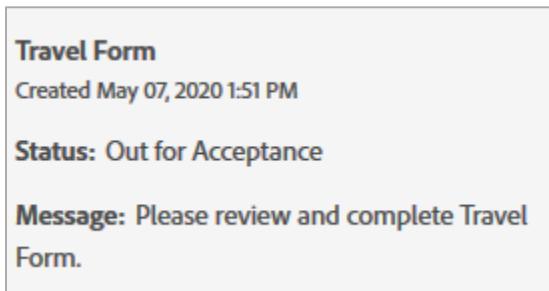 Travel Form
Created May 07, 2020 1:51 PM
Status: Out for Acceptance
Message: Please review and complete Travel
Form.